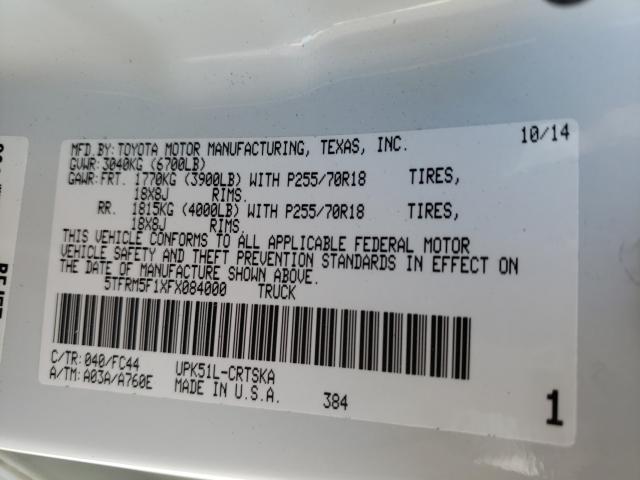 MFD.BY:TOYOTA MOTOR MANUFACTURING, TEXAS, INC. 10/14
GVWR:3040KG (6700LB)
GAWR:FRT. 1770KG (3900LB) WITH P255/70R18 TIRES,
18X8J RIMS.
RR. 1815KG (4000LB) WITH P255/70R18 TIRES,
18X8J RIMS.
THIS VEHICLE CONFORMS TO ALL APPLICABLE FEDERAL MOTOR
VEHICLE SAFETY AND THEFT PREVENTION STANDARDS IN EFFECT ON
THE DATE OF MANUFACTURE SHOWN ABOVE.
5TFRM5F1XFX084000 TRUCK
C/TR: 040/FC44 UPK51L-CRTSKA
A/TM: A03A/A760E MADE IN U.S.A. 384 1